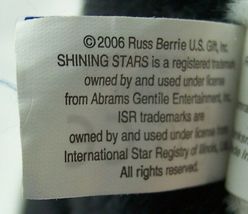 ©2006 Russ Berrie U.S. Gift, Inc.
SHINING STARS is a registered trademark
owned by and used under license
from Abrams Gentile Entertainment, Inc.
ISR trademarks are
owned by and used under license from
International Star Registry of Illinois,
All rights reserved.